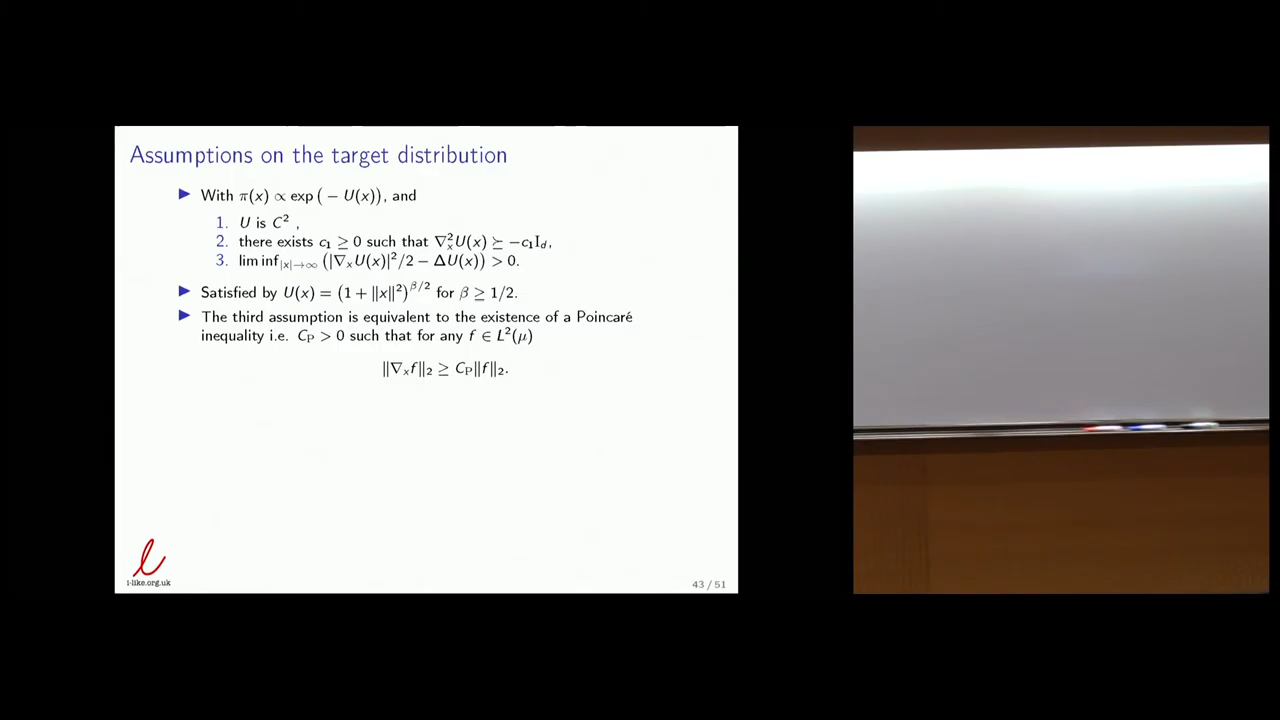 Assumptions on the target distribution
▶ With π(x) ∝ exp ( − U(x)), and
1. U is C² ,
2. there exists c₁ ≥ 0 such that ∇ₓ²U(x) ⪰ −c₁I_d,
3. lim inf_{|x|→∞} (|∇ₓU(x)|²/2 − ΔU(x)) > 0.
▶ Satisfied by U(x) = (1 + ‖x‖²)^{β/2} for β ≥ 1/2.
▶ The third assumption is equivalent to the existence of a Poincaré
inequality i.e. C_P > 0 such that for any f ∈ L²(μ)
‖∇ₓf‖₂ ≥ C_P‖f‖₂.
i-like.org.uk
43 / 51